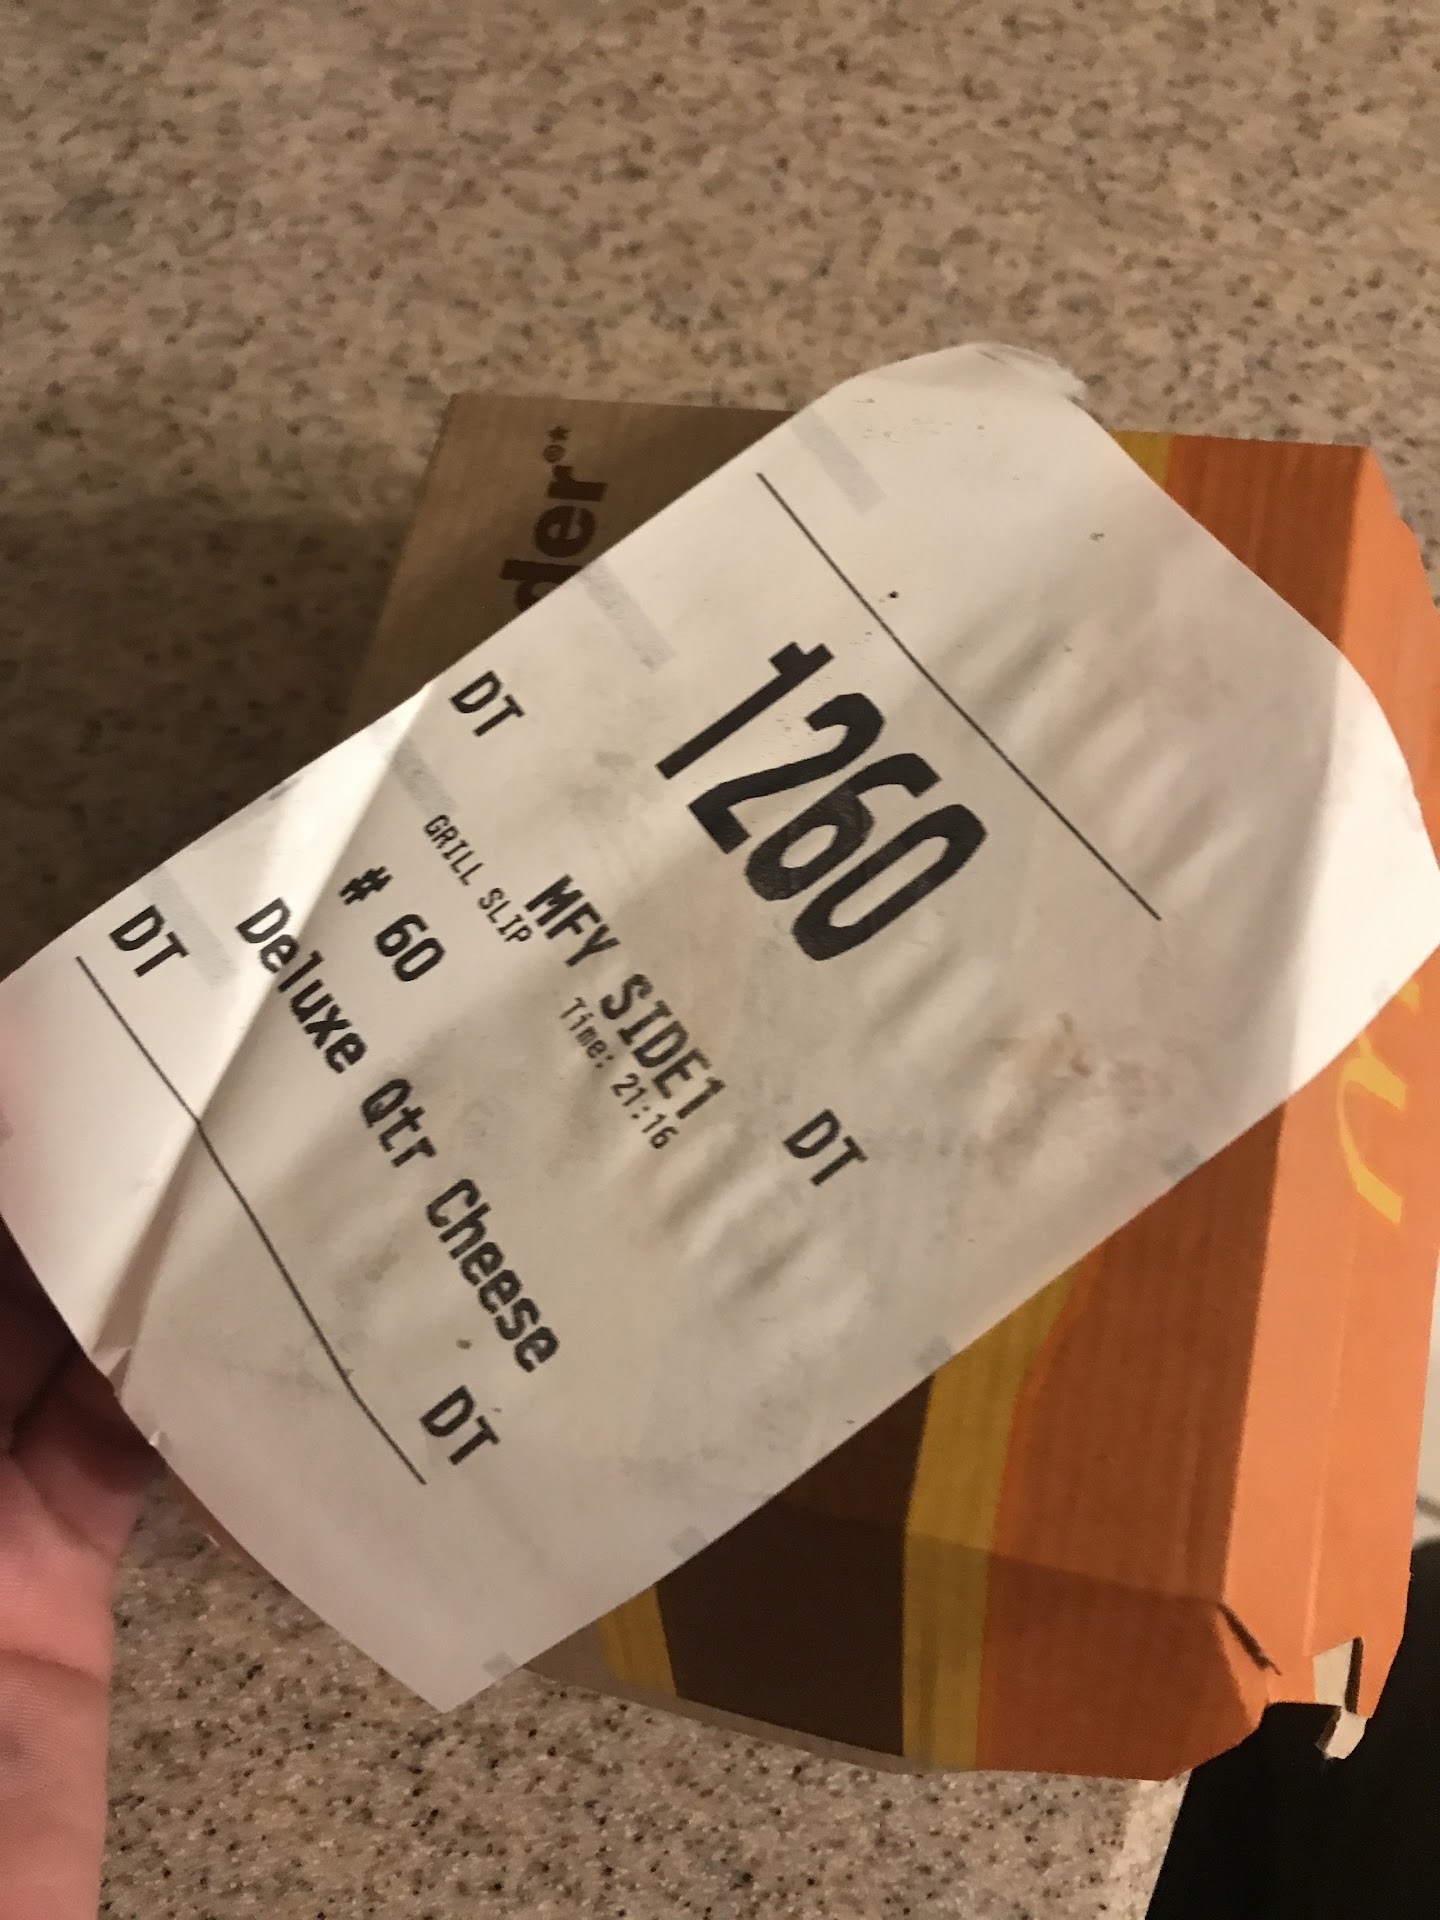 der®*
1260
MFY SIDE1
DT DT
GRILL SLIP Time: 21:16
# 60
Deluxe Qtr Cheese
DT DT